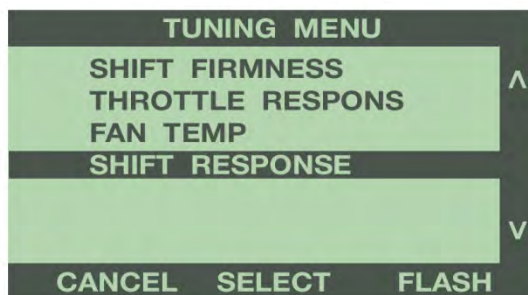 TUNING MENU
SHIFT FIRMNESS
THROTTLE RESPONS
FAN TEMP
SHIFT RESPONSE
CANCEL SELECT FLASH